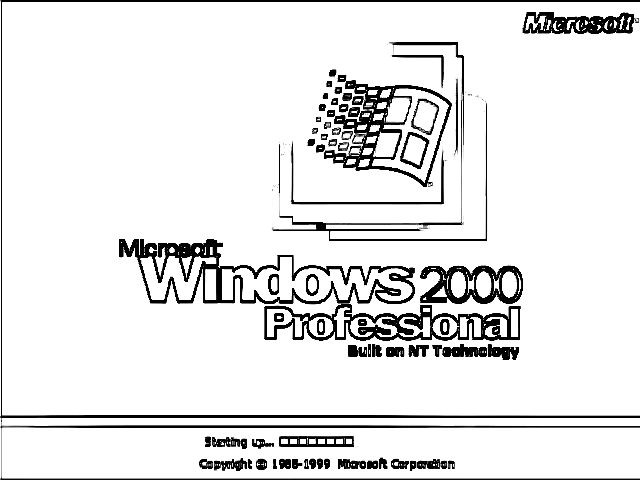 Microsoft
Microsoft
Windows 2000
Professional
Built on NT Technology
Starting up...
Copyright © 1985-1999 Microsoft Corporation